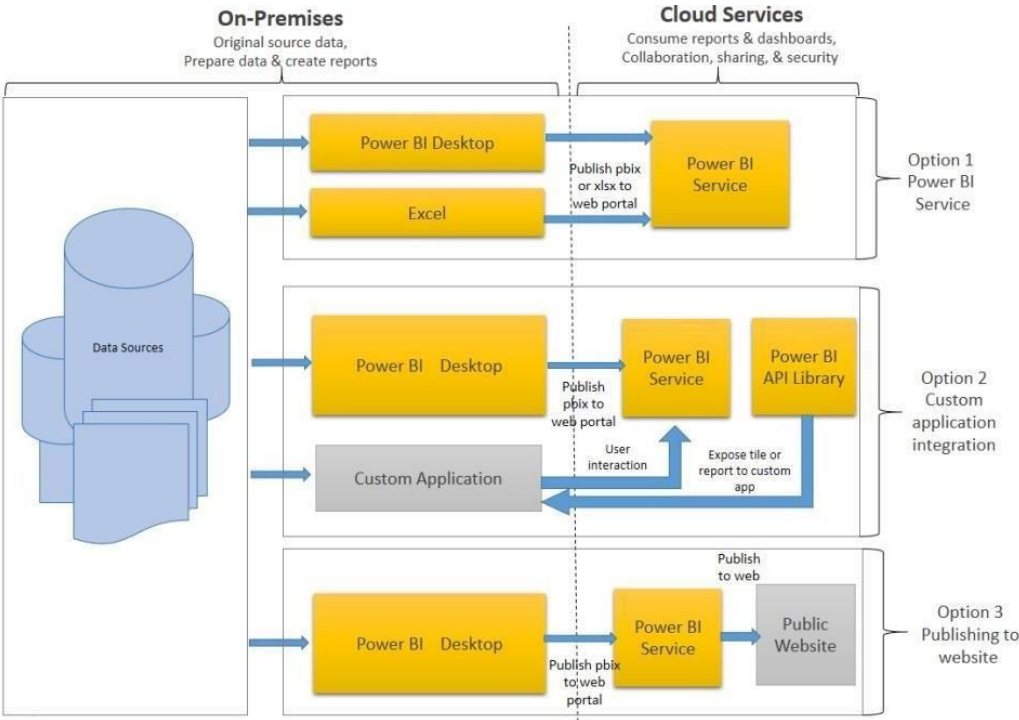 On-Premises
Original source data,
Prepare data & create reports
Cloud Services
Consume reports & dashboards,
Collaboration, sharing, & security
Data Sources
Power BI Desktop
Excel
Publish pbix
or xlsx to
web portal
Power BI
Service
Option 1
Power BI
Service
Power BI Desktop
Publish
pbix to
web portal
Power BI
Service
Power BI
API Library
Custom Application
User
interaction
Expose tile or
report to custom
app
Option 2
Custom
application
integration
Power BI Desktop
Publish pbix
to web
portal
Power BI
Service
Publish
to web
Public
Website
Option 3
Publishing to
website